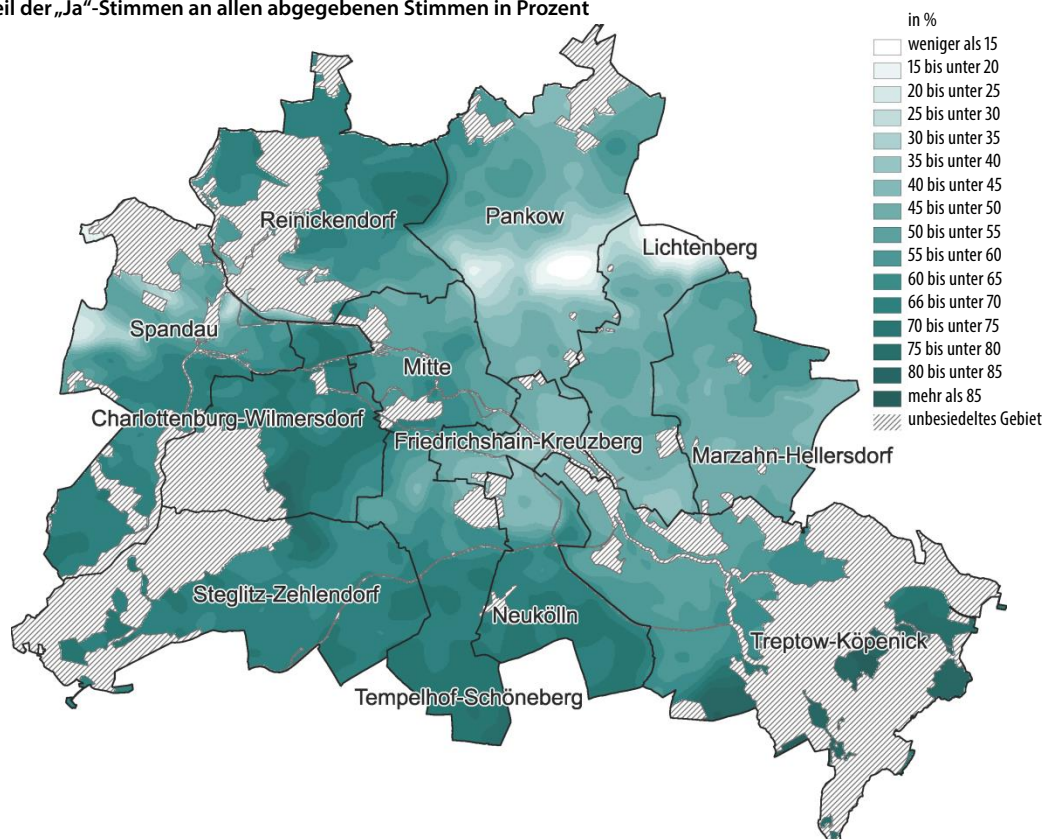 eil der „Ja“-Stimmen an allen abgegebenen Stimmen in Prozent
in %
weniger als 15
15 bis unter 20
20 bis unter 25
25 bis unter 30
30 bis unter 35
35 bis unter 40
40 bis unter 45
45 bis unter 50
50 bis unter 55
55 bis unter 60
60 bis unter 65
66 bis unter 70
70 bis unter 75
75 bis unter 80
80 bis unter 85
mehr als 85
unbesiedeltes Gebiet
Reinickendorf
Pankow
Lichtenberg
Spandau
Mitte
Charlottenburg-Wilmersdorf
Friedrichshain-Kreuzberg
Marzahn-Hellersdorf
Steglitz-Zehlendorf
Neukölln
Treptow-Köpenick
Tempelhof-Schöneberg